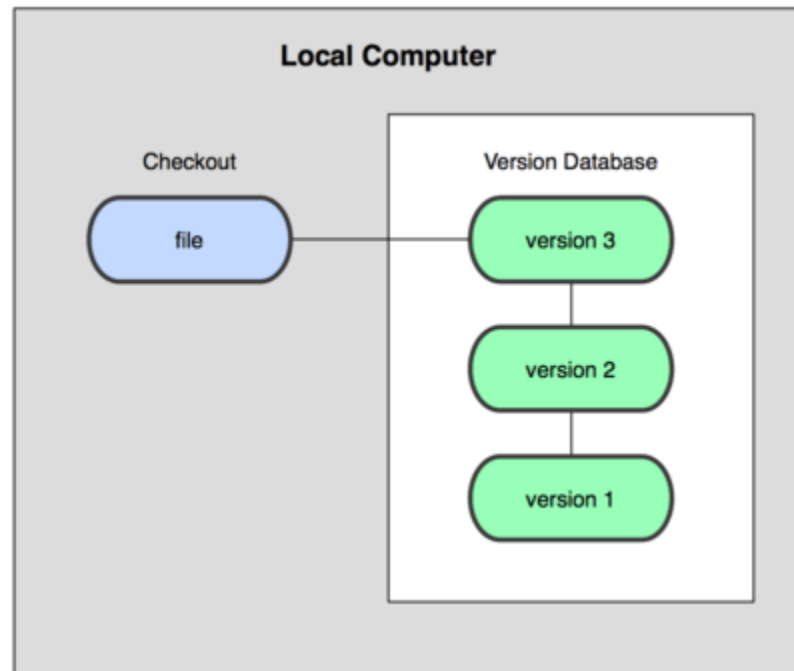 Local Computer
Checkout
Version Database
file
version 3
version 2
version 1